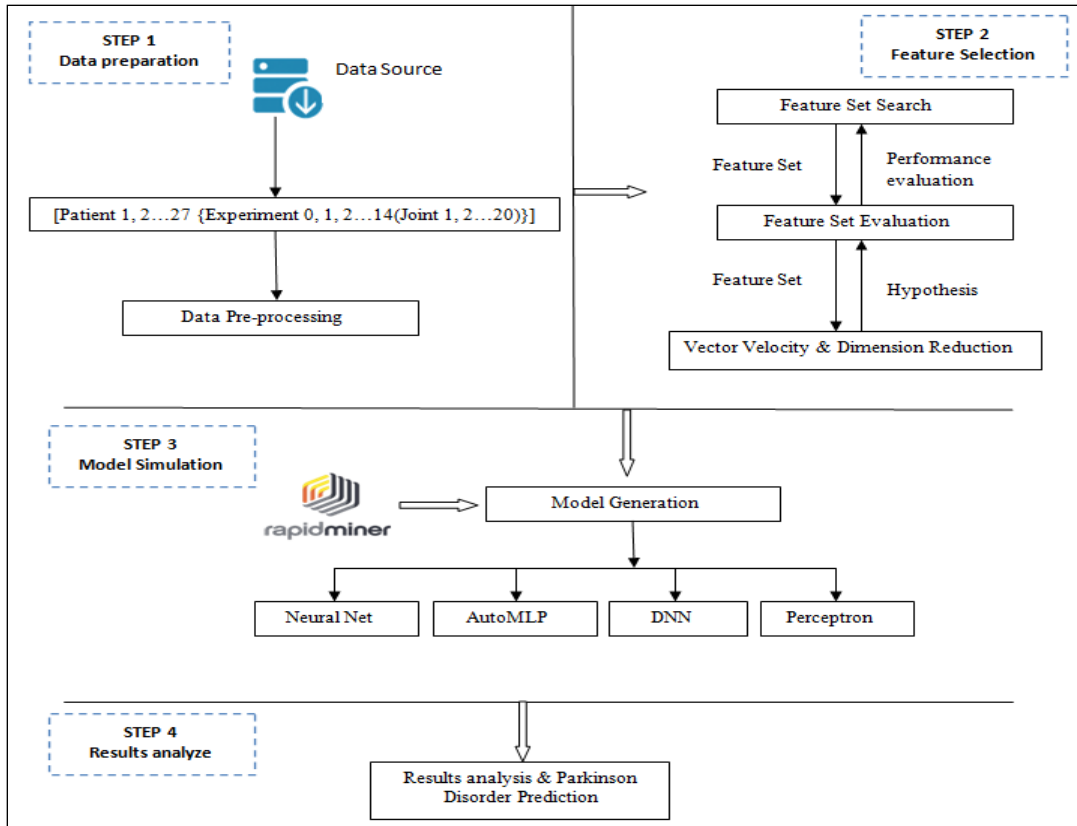 STEP 1
Data preparation
Data Source
[Patient 1, 2...27 {Experiment 0, 1, 2...14(Joint 1, 2...20)}]
Data Pre-processing
STEP 2
Feature Selection
Feature Set Search
Feature Set
Performance
evaluation
Feature Set Evaluation
Feature Set
Hypothesis
Vector Velocity & Dimension Reduction
STEP 3
Model Simulation
rapidminer
Model Generation
Neural Net
AutoMLP
DNN
Perceptron
STEP 4
Results analyze
Results analysis & Parkinson
Disorder Prediction